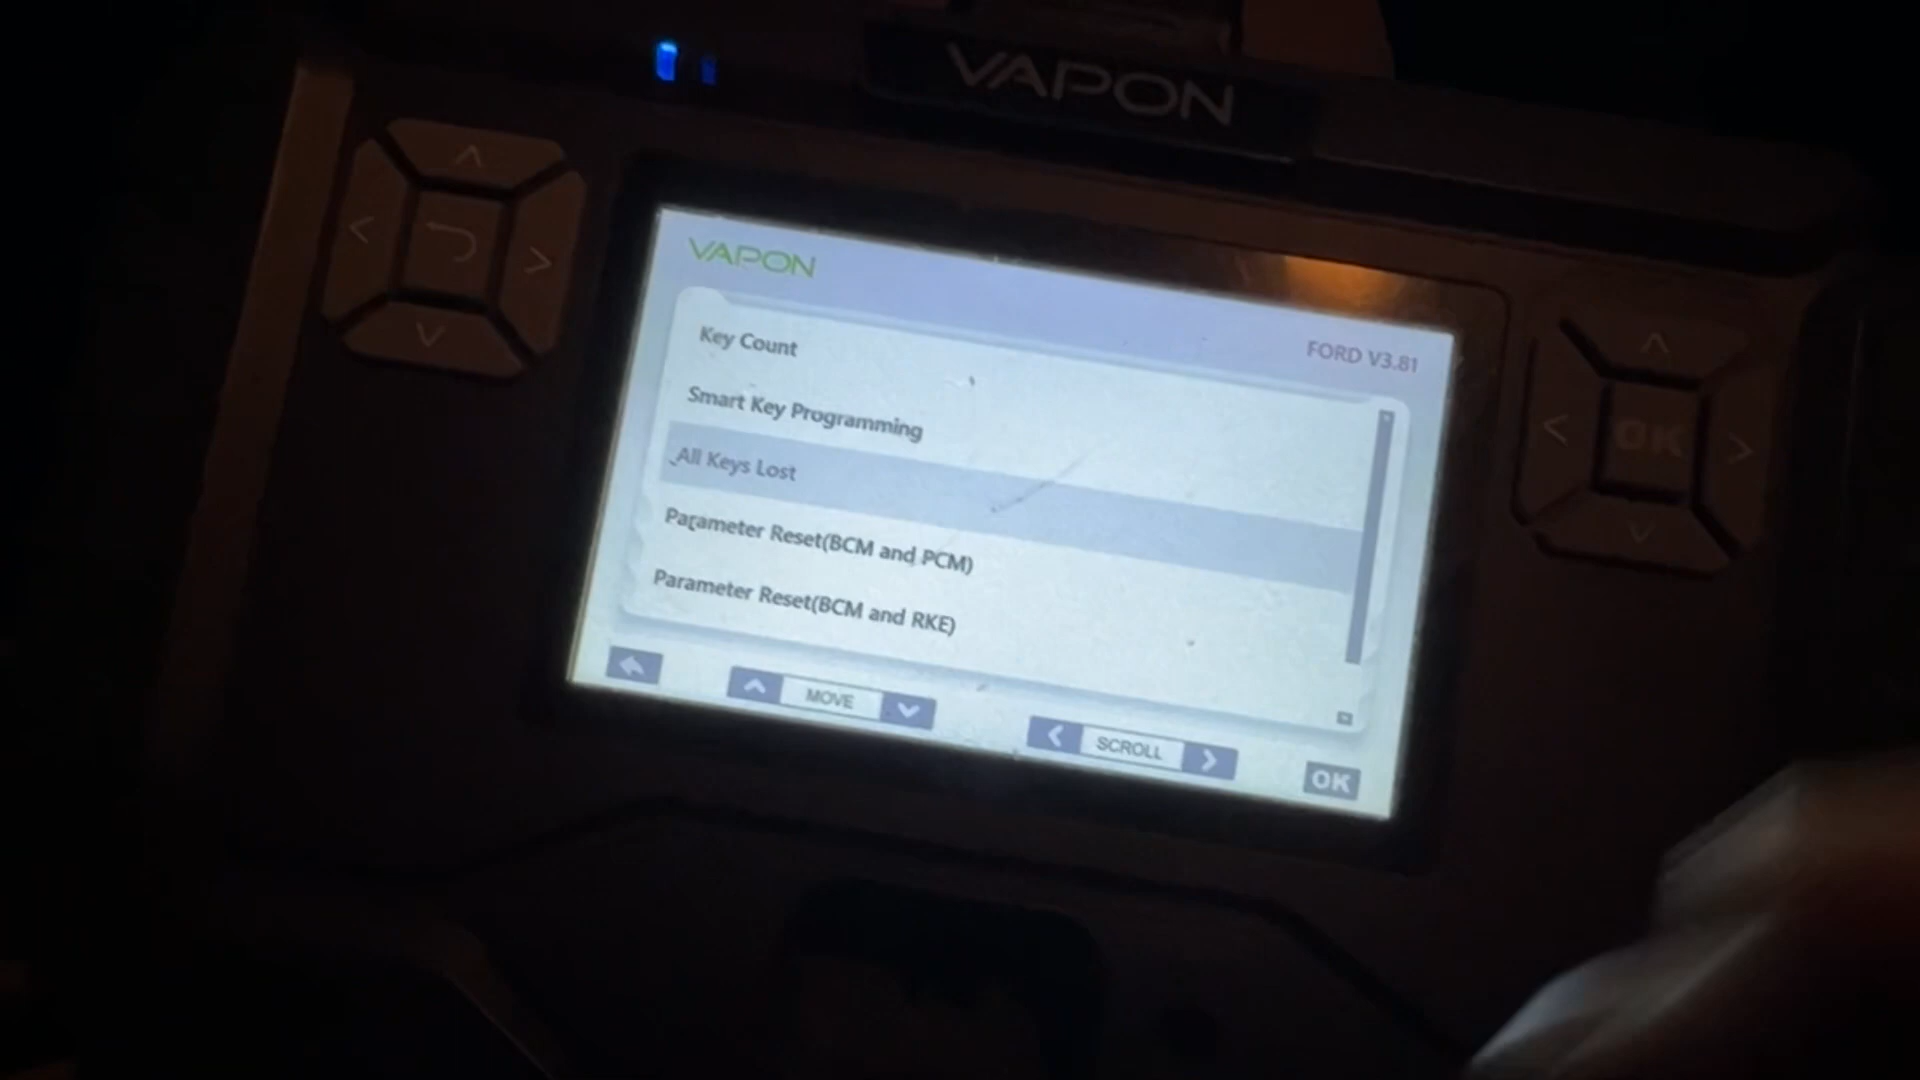 VAPON
VAPON
FORD V3.81
Key Count
Smart Key Programming
All Keys Lost
Parameter Reset(BCM and PCM)
Parameter Reset(BCM and RKE)
MOVE
SCROLL
OK
OK